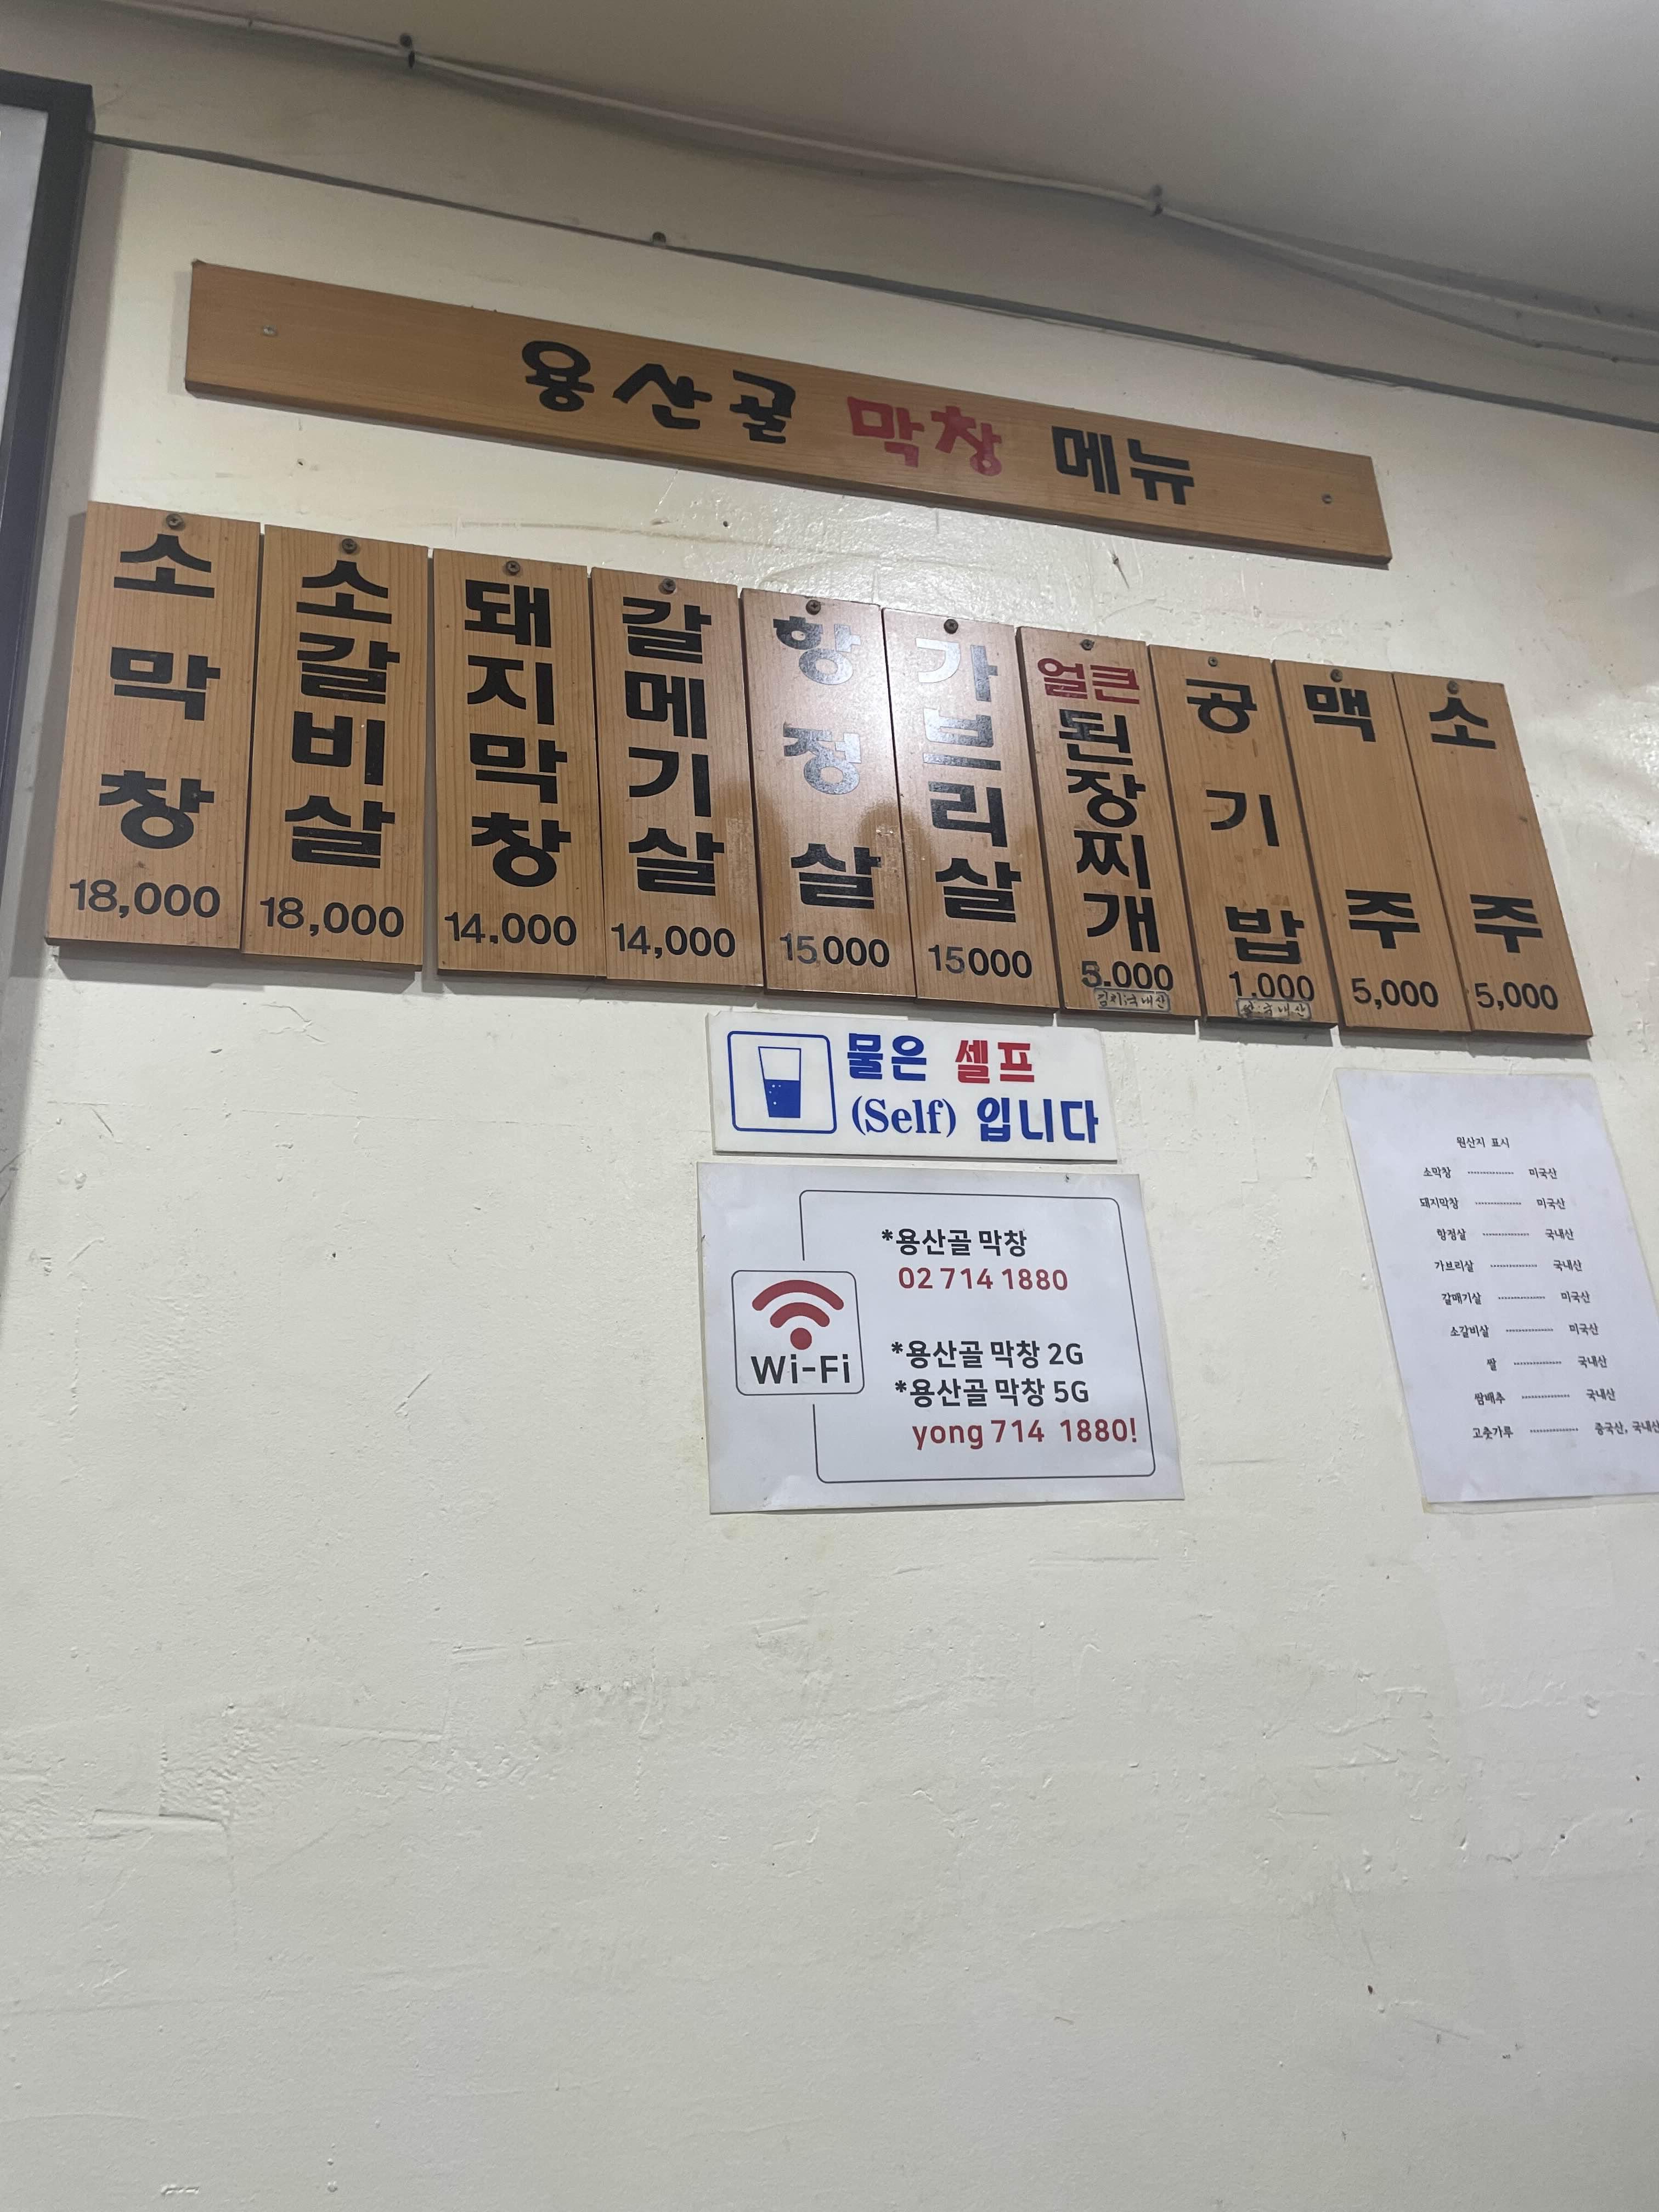 용산골 막창 메뉴
소막창
18,000
소갈비살
18,000
돼지막창
14,000
갈메기살
14,000
항정살
15000
가브리살
15000
얼큰
된장찌개
5.000
공기밥
1.000
쌀:국내산
맥주
5,000
소주
5,000
물은 셀프
(Self) 입니다
*용산골 막창
02 714 1880
Wi-Fi
*용산골 막창 2G
*용산골 막창 5G
yong 714 1880!
원산지 표시
소막창 ---------------- 미국산
돼지막창 ---------------- 미국산
항정살 ---------------- 국내산
가브리살 ---------------- 국내산
갈매기살 ---------------- 미국산
소갈비살 ---------------- 미국산
쌀 ---------------- 국내산
쌈배추 ---------------- 국내산
고춧가루 ---------------- 중국산, 국내산